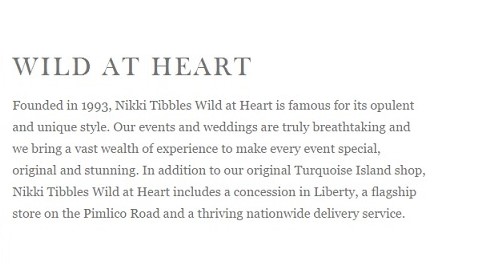 WILD AT HEART
Founded in 1993, Nikki Tibbles Wild at Heart is famous for its opulent
and unique style. Our events and weddings are truly breathtaking and
we bring a vast wealth of experience to make every event special,
original and stunning. In addition to our original Turquoise Island shop,
Nikki Tibbles Wild at Heart includes a concession in Liberty, a flagship
store on the Pimlico Road and a thriving nationwide delivery service.